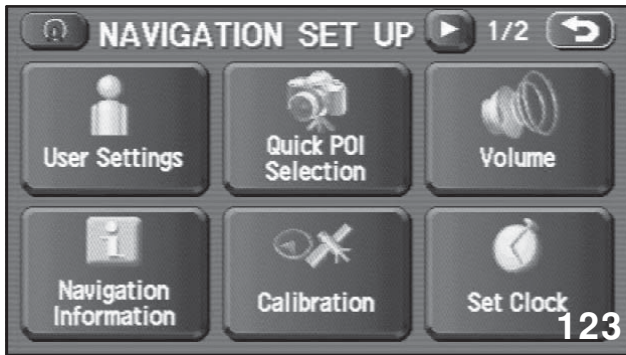 NAVIGATION SET UP 1/2
User Settings
Quick POI
Selection
Volume
Navigation
Information
Calibration
Set Clock
123